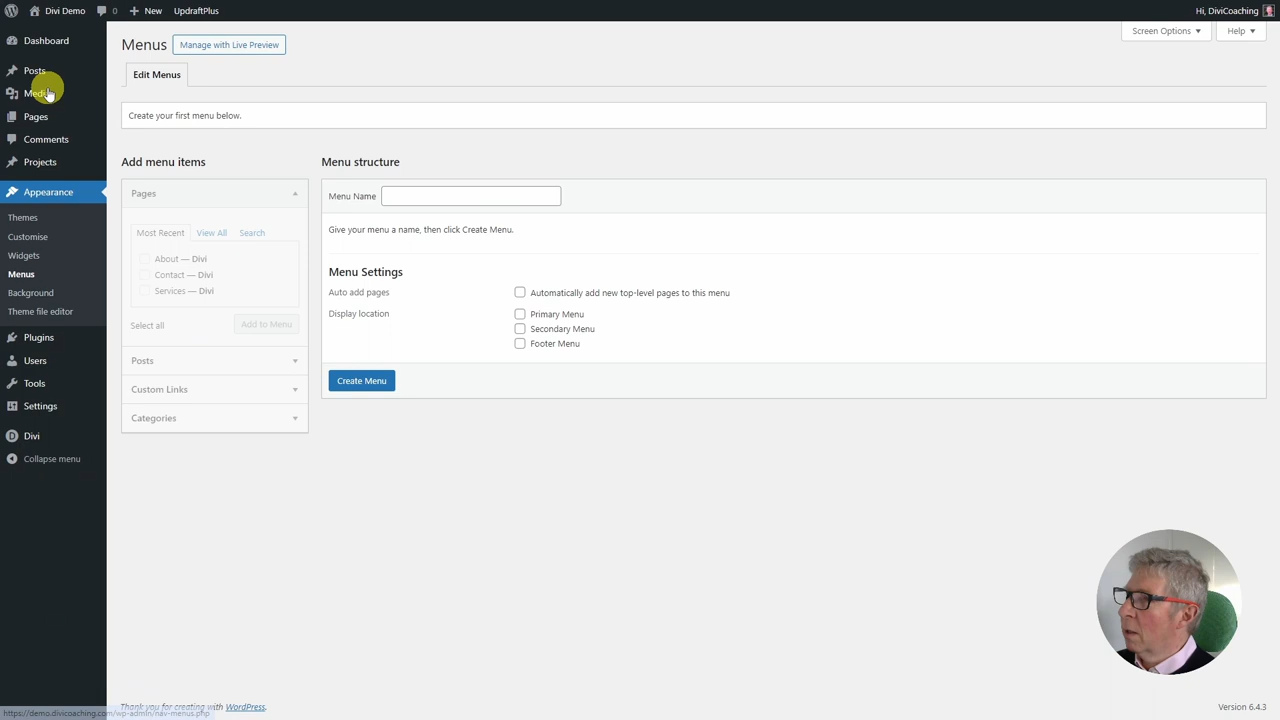 Divi Demo 0 New UpdraftPlus Hi, DiviCoaching
Screen Options Help
Dashboard
Posts
Media
Pages
Comments
Projects
Appearance
Themes
Customise
Widgets
Menus
Background
Theme file editor
Plugins
Users
Tools
Settings
Divi
Collapse menu
Menus Manage with Live Preview
Edit Menus
Create your first menu below.
Add menu items
Pages
Most Recent View All Search
About — Divi
Contact — Divi
Services — Divi
Select all Add to Menu
Posts
Custom Links
Categories
Menu structure
Menu Name
Give your menu a name, then click Create Menu.
Menu Settings
Auto add pages Automatically add new top-level pages to this menu
Display location Primary Menu
Secondary Menu
Footer Menu
Create Menu
Thank you for creating with WordPress. Version 6.4.3
https://demo.divicoaching.com/wp-admin/nav-menus.php